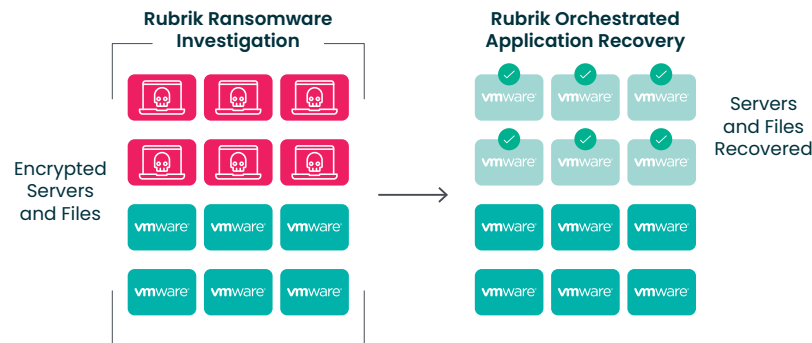 Rubrik Ransomware
Investigation
Encrypted
Servers
and Files
vmware® vmware® vmware®
vmware® vmware® vmware®
Rubrik Orchestrated
Application Recovery
vmware® vmware® vmware®
vmware® vmware® vmware®
vmware® vmware® vmware®
vmware® vmware® vmware®
Servers
and Files
Recovered